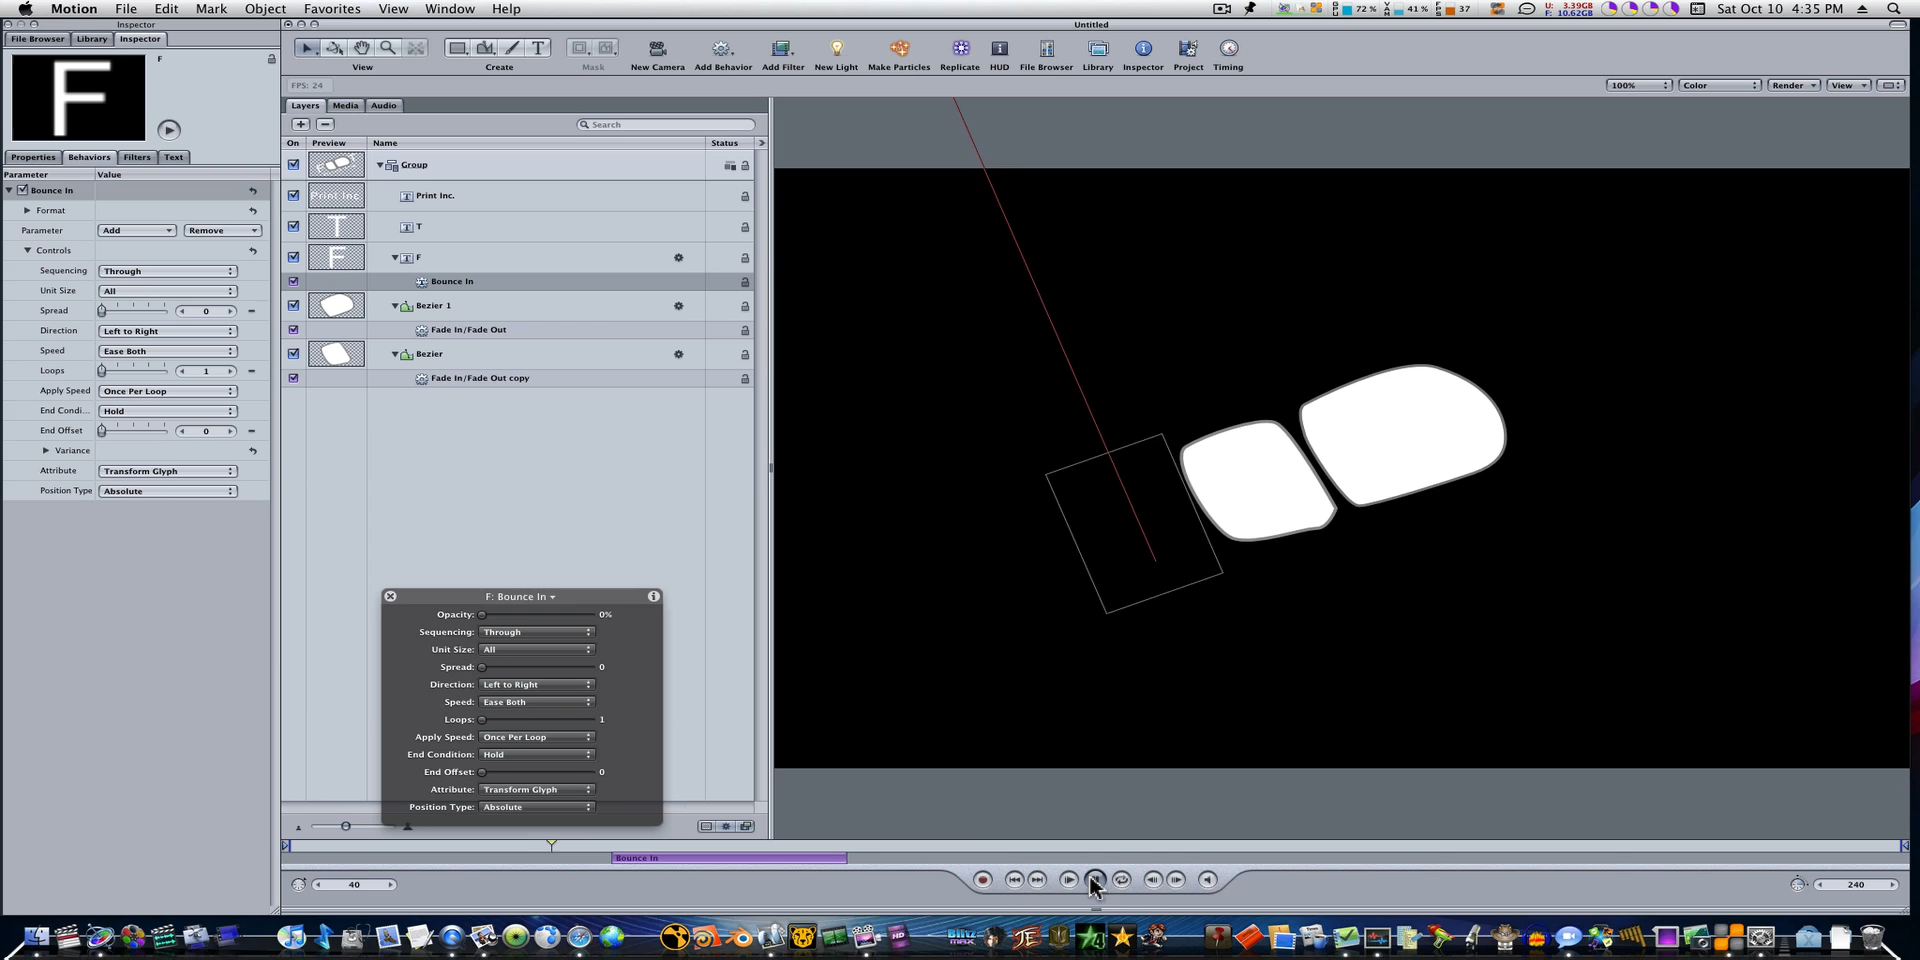 Motion File Edit Mark Object Favorites View Window Help
72 % 41 % 37 U: 3.39GB F: 10.62GB Sat Oct 10 4:35 PM
Inspector
Untitled
File Browser Library Inspector
F
View Create Mask New Camera Add Behavior Add Filter New Light Make Particles Replicate HUD File Browser Library Inspector Project Timing
FPS: 24
100% Color Render View
Layers Media Audio
Search
On Preview Name Status
Properties Behaviors Filters Text
Parameter Value
Bounce In
Format
Parameter Add Remove
Controls
Sequencing Through
Unit Size All
Spread 0
Direction Left to Right
Speed Ease Both
Loops 1
Apply Speed Once Per Loop
End Condi... Hold
End Offset 0
Variance
Attribute Transform Glyph
Position Type Absolute
Group
Print Inc.
T
F
Bounce In
Bezier 1
Fade In/Fade Out
Bezier
Fade In/Fade Out copy
F: Bounce In
Opacity: 0%
Sequencing: Through
Unit Size: All
Spread: 0
Direction: Left to Right
Speed: Ease Both
Loops: 1
Apply Speed: Once Per Loop
End Condition: Hold
End Offset: 0
Attribute: Transform Glyph
Position Type: Absolute
Bounce In
40
240